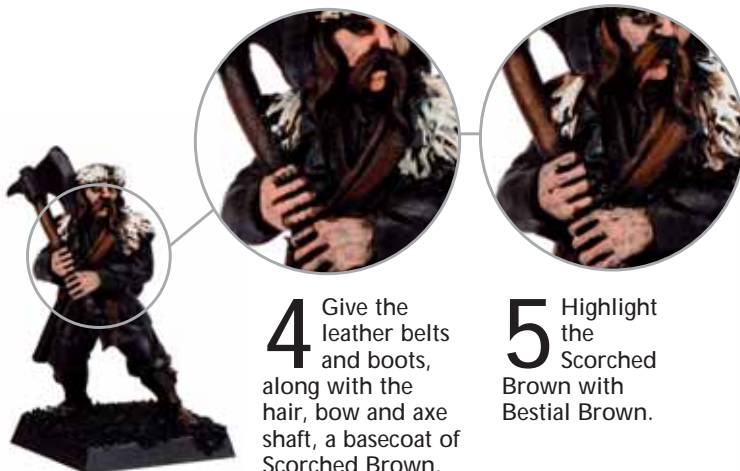 4 Give the
leather belts
and boots,
along with the
hair, bow and axe
shaft, a basecoat of
Scorched Brown.
5 Highlight
the
Scorched
Brown with
Bestial Brown.